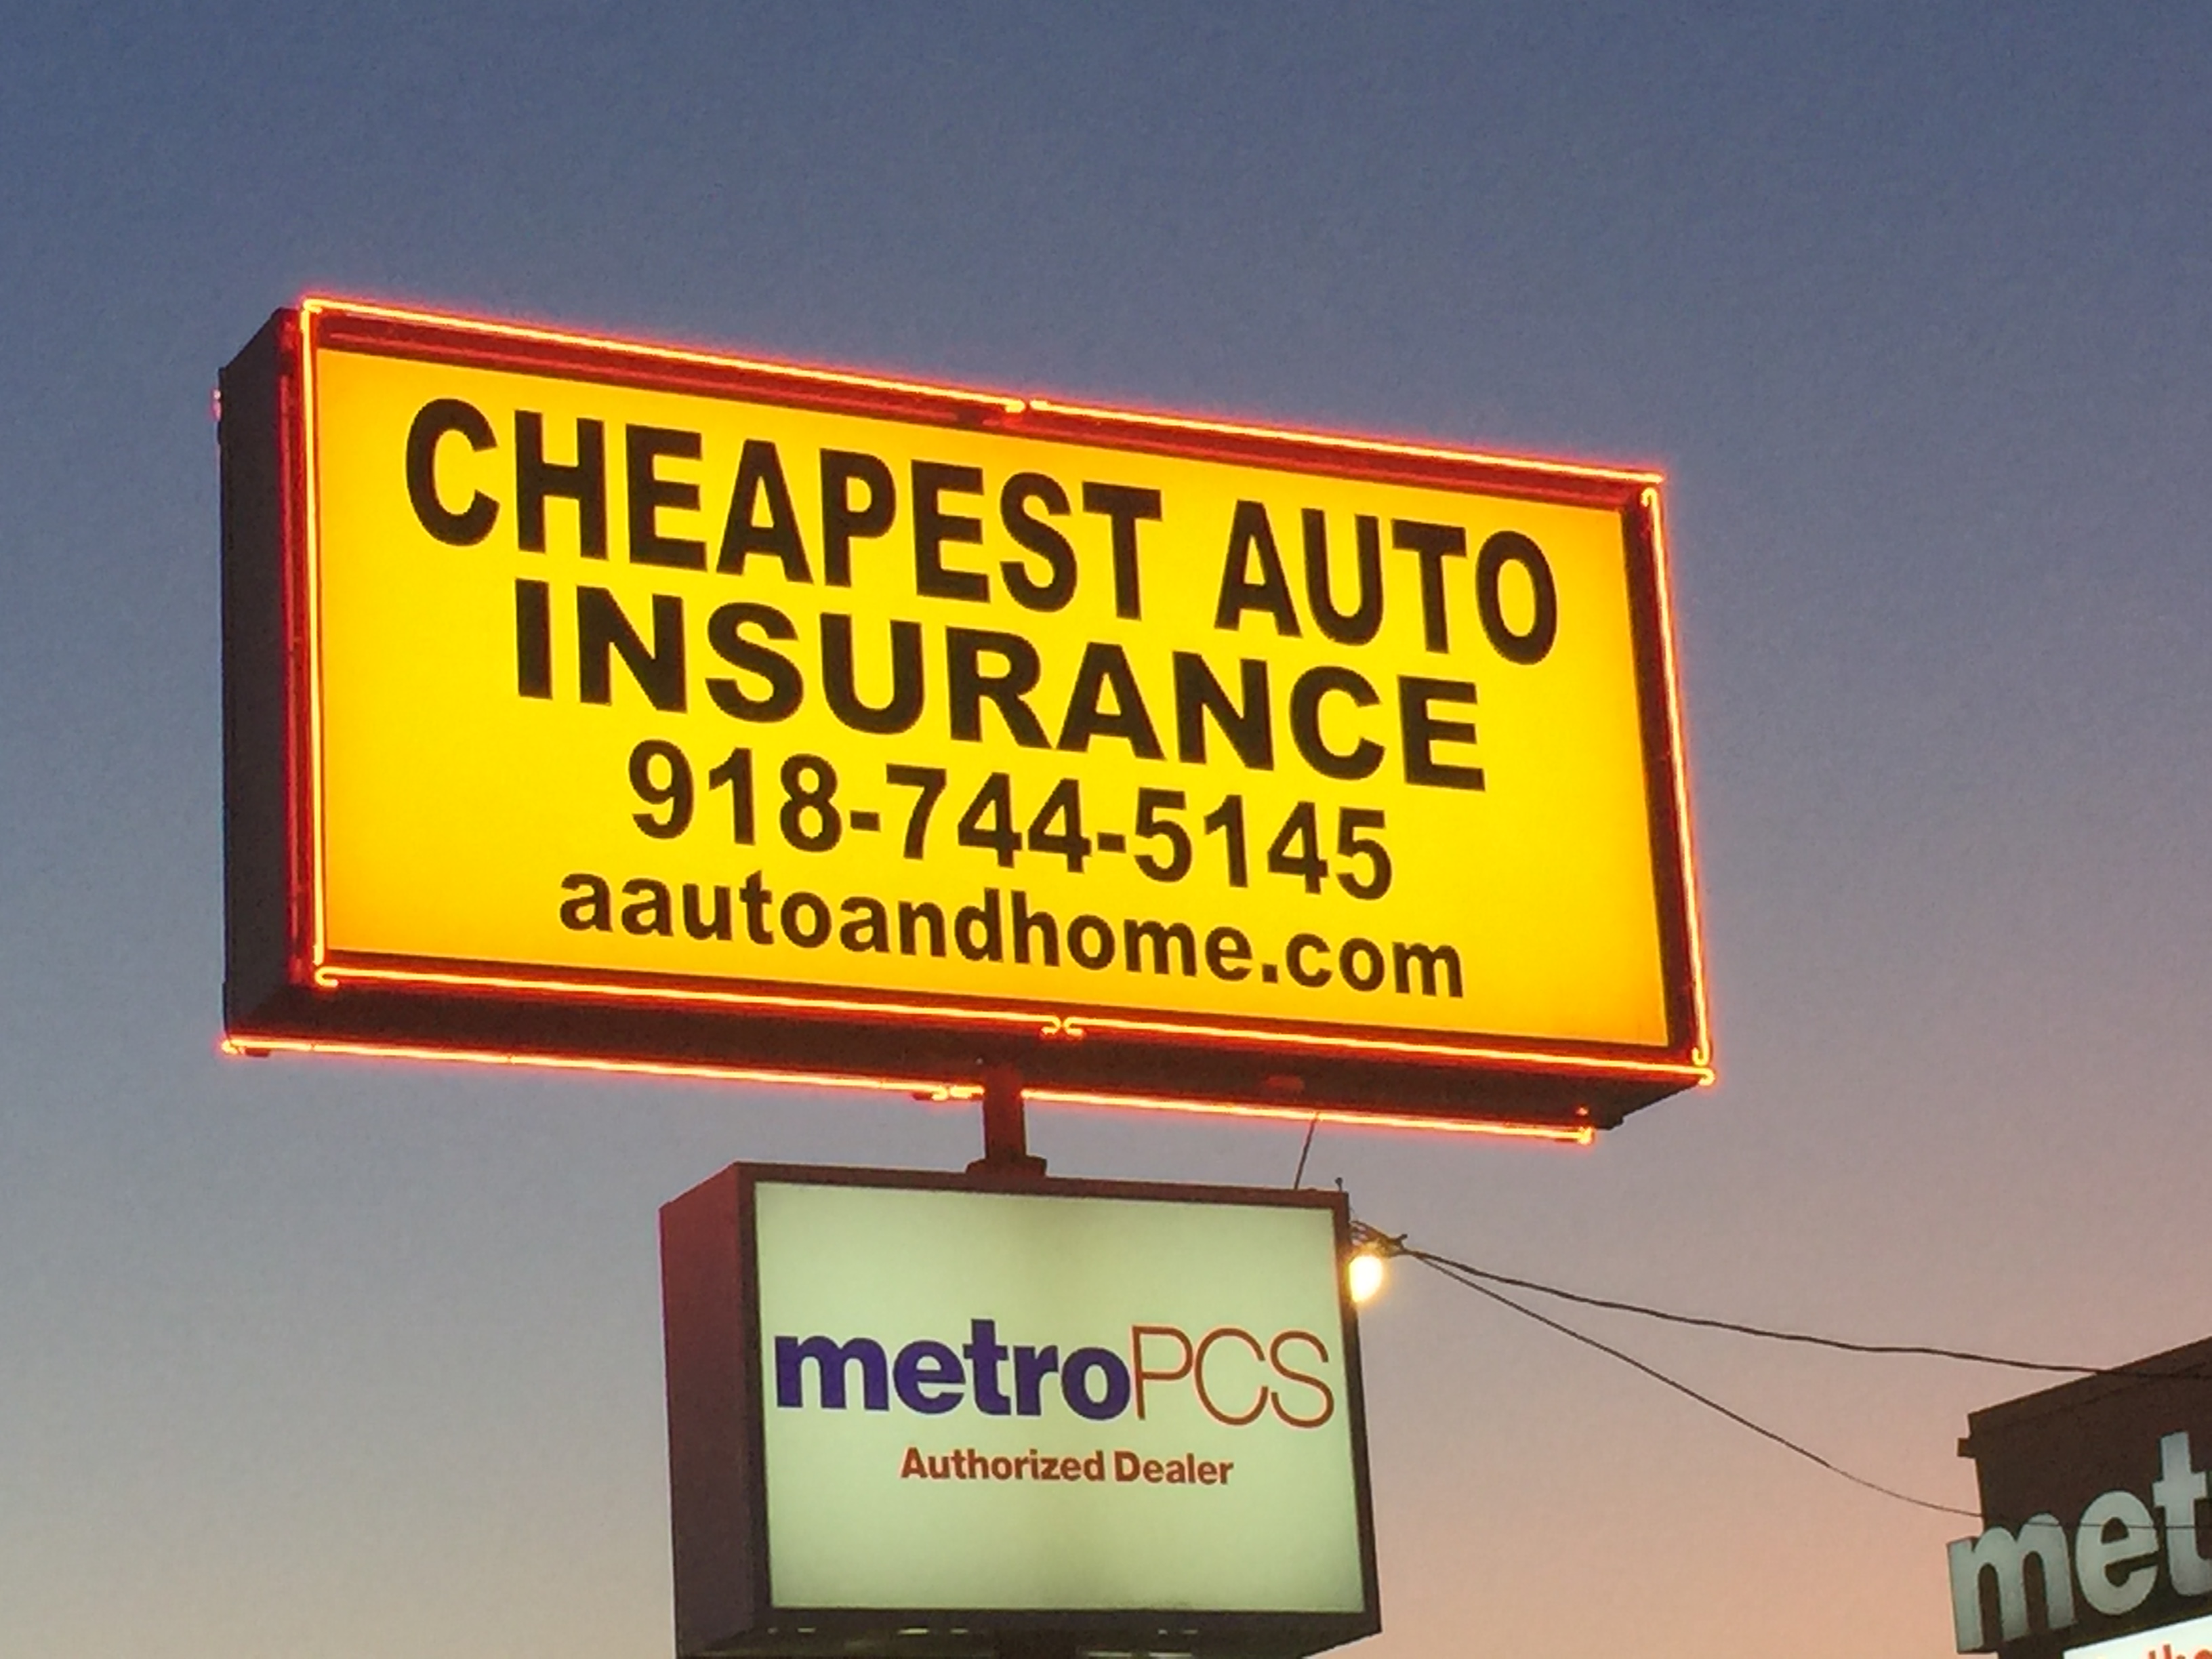 CHEAPEST AUTO
INSURANCE
918-744-5145
aautoandhome.com
metroPCS
Authorized Dealer
met